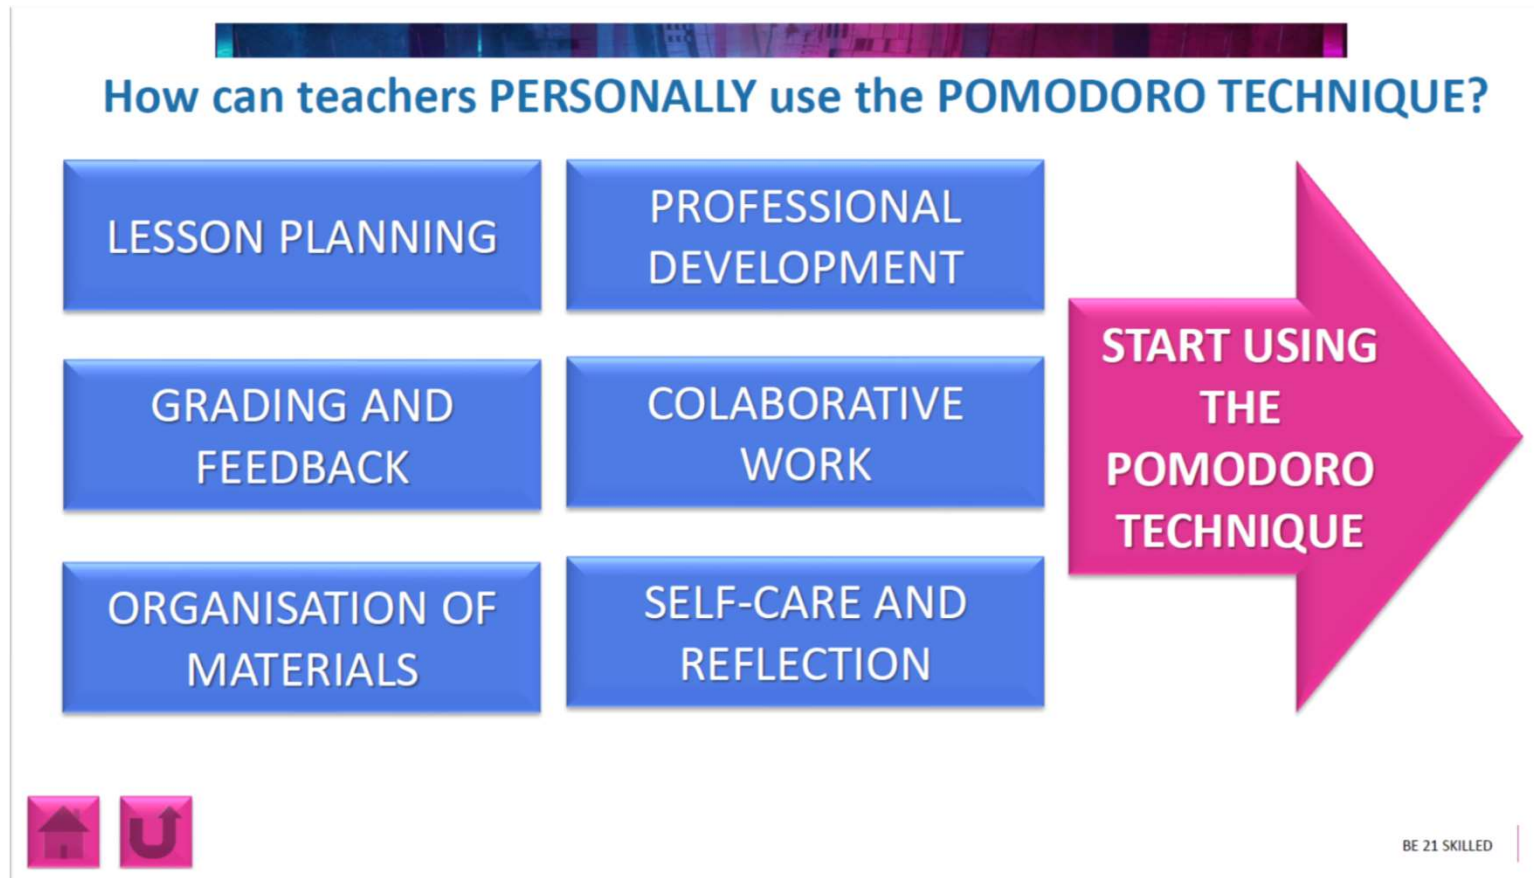 How can teachers PERSONALLY use the POMODORO TECHNIQUE?
LESSON PLANNING
PROFESSIONAL
DEVELOPMENT
GRADING AND
FEEDBACK
COLABORATIVE
WORK
ORGANISATION OF
MATERIALS
SELF-CARE AND
REFLECTION
START USING
THE
POMODORO
TECHNIQUE
BE 21 SKILLED